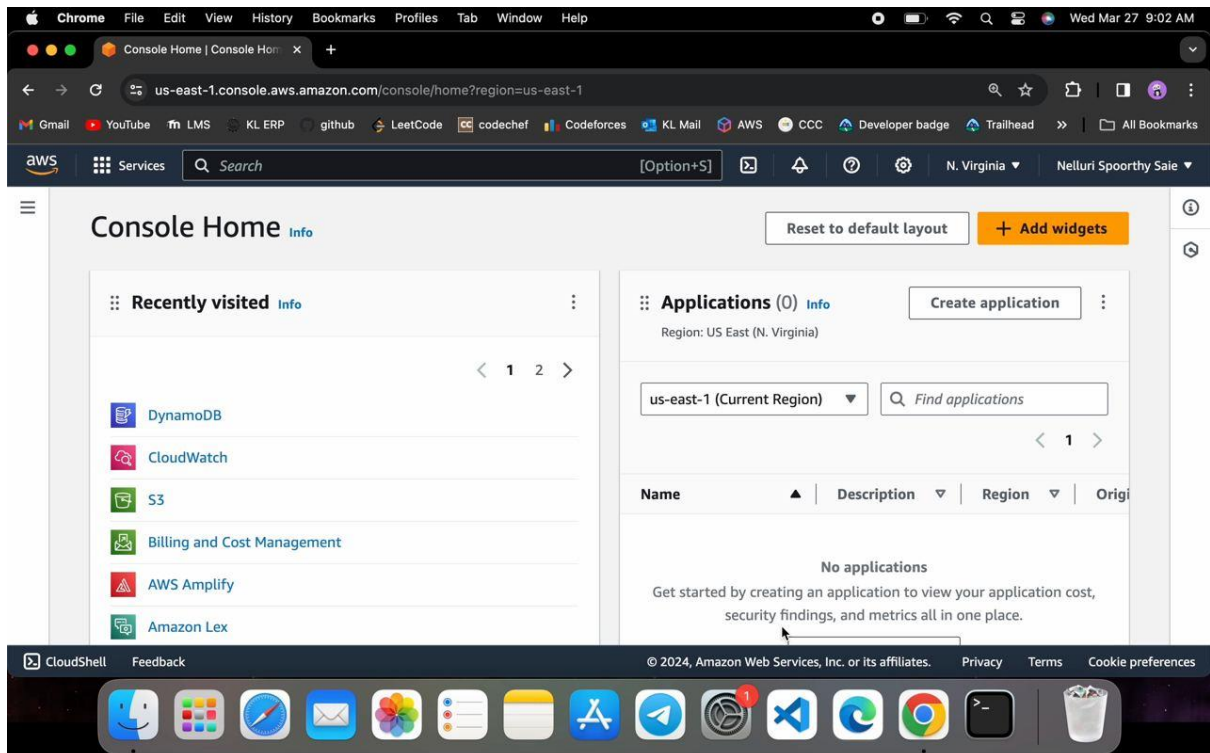 Chrome File Edit View History Bookmarks Profiles Tab Window Help Wed Mar 27 9:02 AM
Console Home | Console Hom
us-east-1.console.aws.amazon.com/console/home?region=us-east-1
Gmail YouTube LMS KL ERP github LeetCode CC codechef Codeforces KL Mail AWS CCC Developer badge Trailhead » All Bookmarks
aws Services Search [Option+S] N. Virginia Nelluri Spoorthy Saie
Console Home Info Reset to default layout + Add widgets
Recently visited Info
1 2
DynamoDB
CloudWatch
S3
Billing and Cost Management
AWS Amplify
Amazon Lex
Applications (0) Info Create application
Region: US East (N. Virginia)
us-east-1 (Current Region) Find applications
1
Name Description Region Origi
No applications
Get started by creating an application to view your application cost,
security findings, and metrics all in one place.
CloudShell Feedback © 2024, Amazon Web Services, Inc. or its affiliates. Privacy Terms Cookie preferences
1